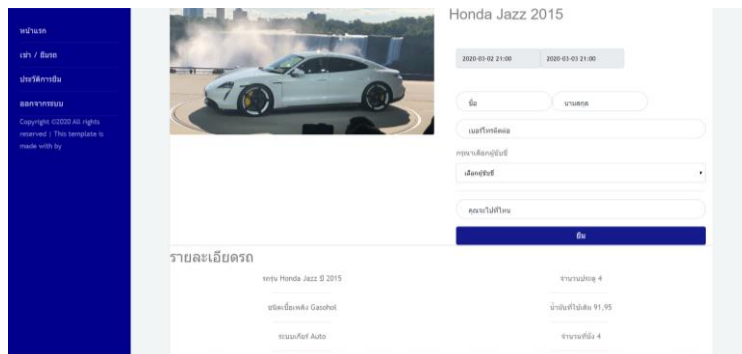 หน้าแรก
เช่า / ยืมรถ
ประวัติการยืม
ออกจากระบบ
Copyright ©2020 All rights
reserved | This template is
made with by
Honda Jazz 2015
2020-03-02 21:00 2020-03-03 21:00
ชื่อ นามสกุล
เบอร์โทรติดต่อ
กรุณาเลือกผู้ขับขี่
เลือกผู้ขับขี่
คุณจะไปที่ไหน
ยืม
รายละเอียดรถ
รถรุ่น Honda Jazz ปี 2015 จำนวนประตู 4
ชนิดเชื้อเพลิง Gasohol น้ำมันที่ใช้เติม 91,95
ระบบเกียร์ Auto จำนวนที่นั่ง 4